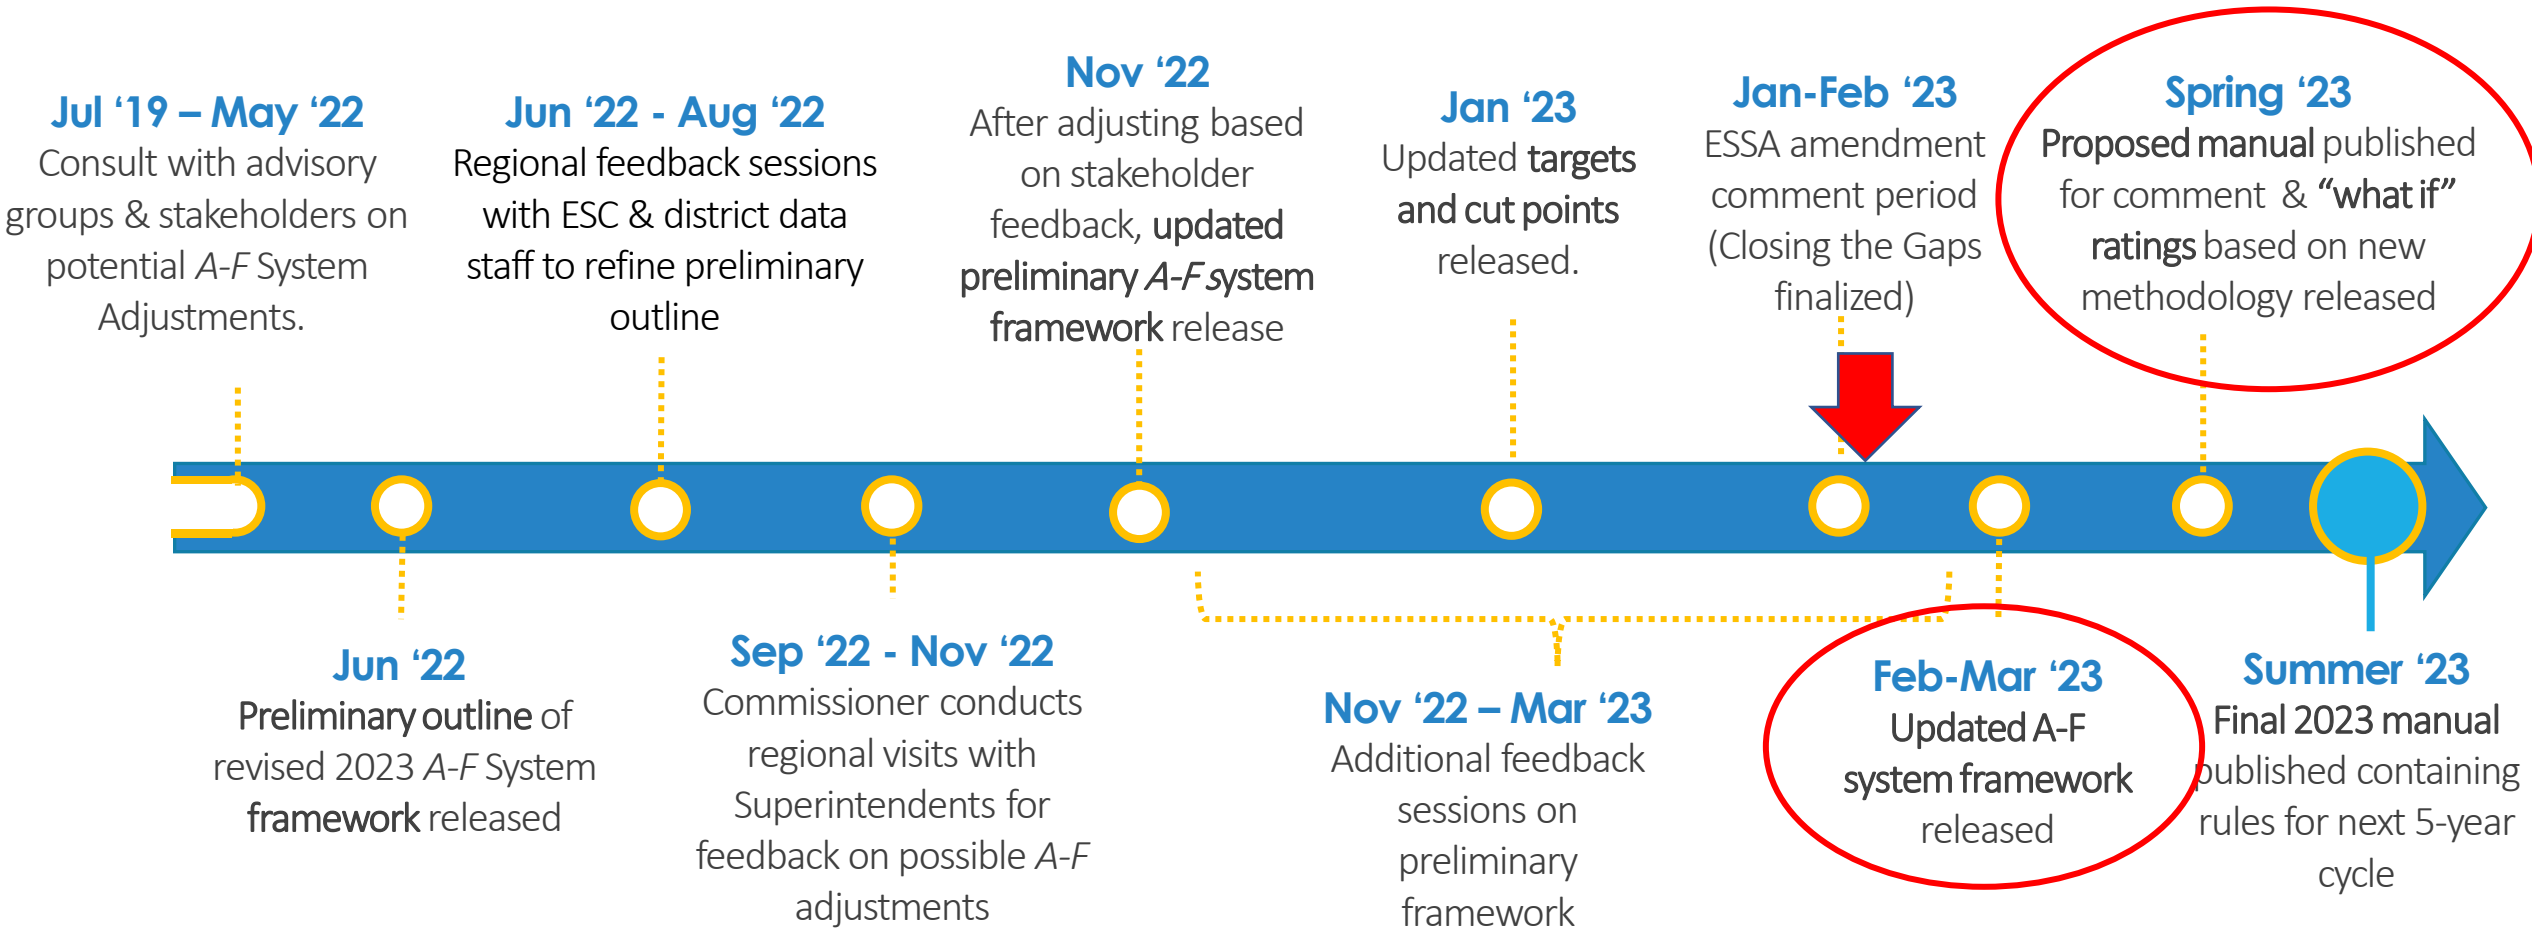 Jul ‘19 – May ‘22
Consult with advisory
groups & stakeholders on
potential A-F System
Adjustments.
Jun ‘22 - Aug ‘22
Regional feedback sessions
with ESC & district data
staff to refine preliminary
outline
Nov ‘22
After adjusting based
on stakeholder
feedback, updated
preliminary A-F system
framework release
Jan ‘23
Updated targets
and cut points
released.
Jan-Feb ‘23
ESSA amendment
comment period
(Closing the Gaps
finalized)
Spring ‘23
Proposed manual published
for comment & “what if”
ratings based on new
methodology released
Jun ‘22
Preliminary outline of
revised 2023 A-F System
framework released
Sep ‘22 - Nov ‘22
Commissioner conducts
regional visits with
Superintendents for
feedback on possible A-F
adjustments
Nov ‘22 – Mar ‘23
Additional feedback
sessions on
preliminary
framework
Feb-Mar ‘23
Updated A-F
system framework
released
Summer ‘23
Final 2023 manual
published containing
rules for next 5-year
cycle